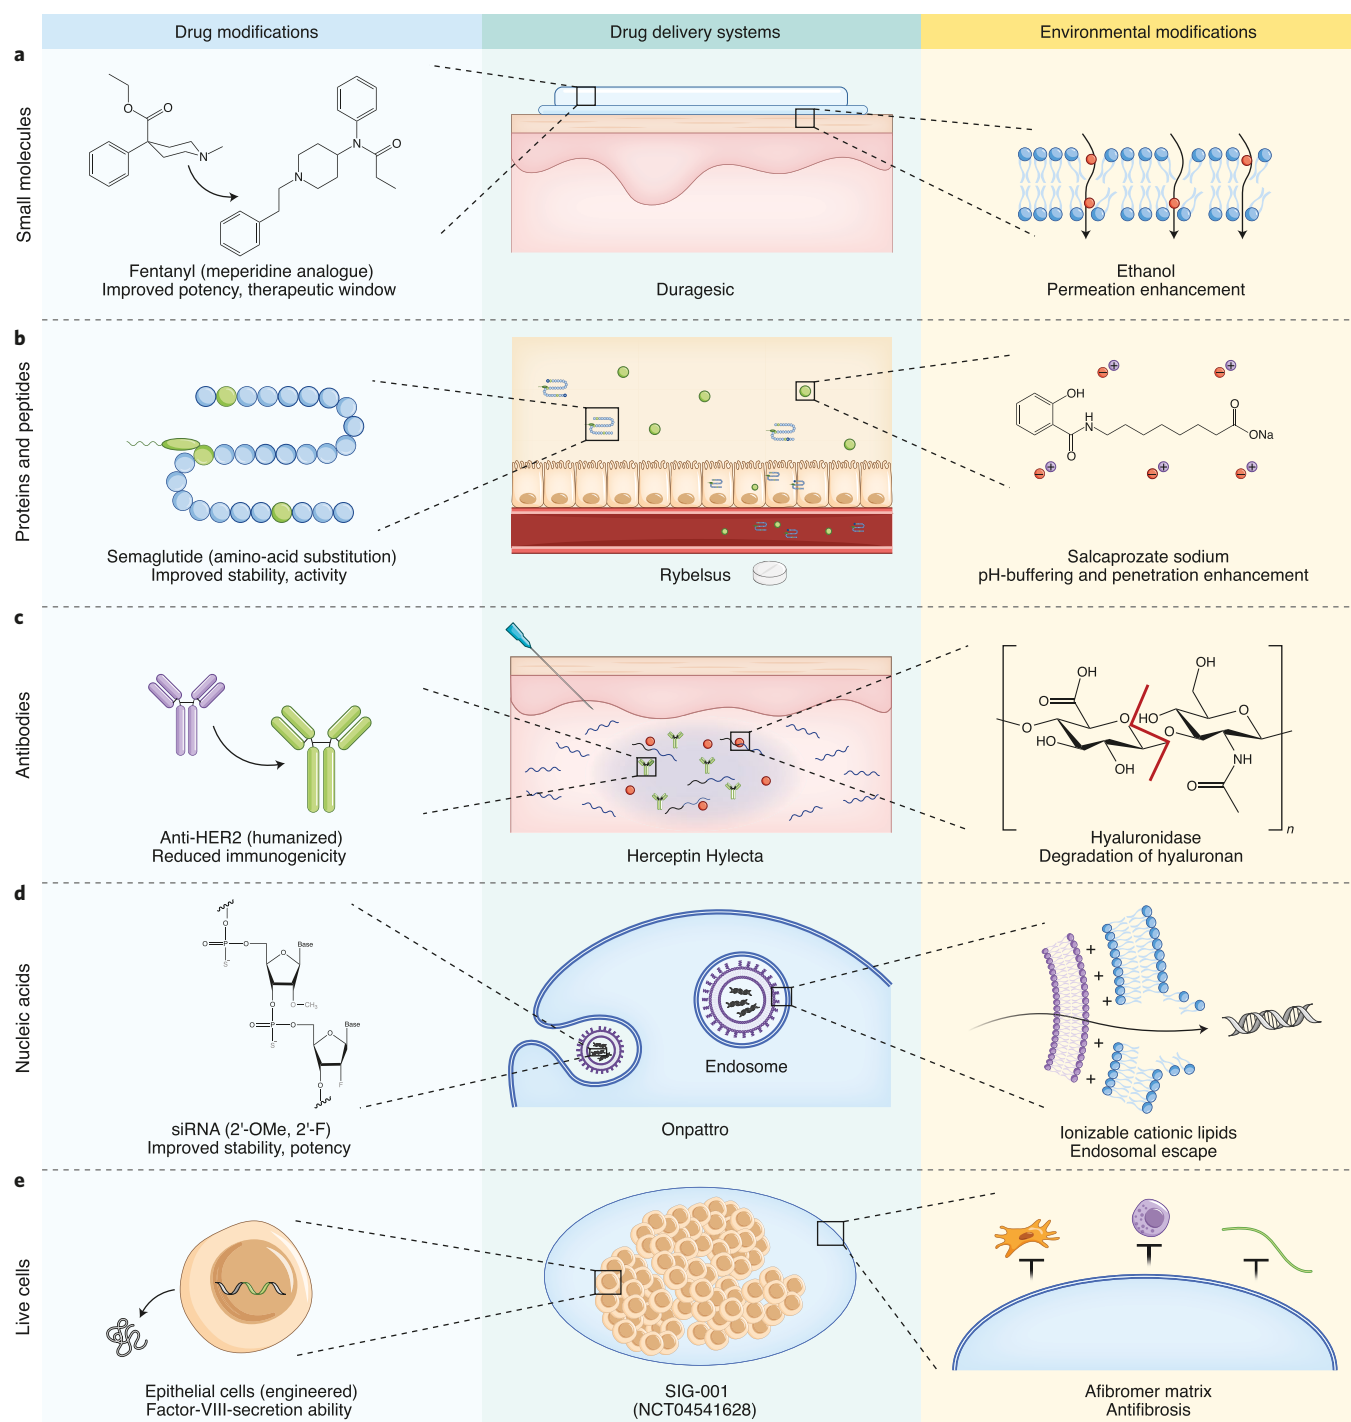 Drug modifications
Drug delivery systems
Environmental modifications
a
Small molecules
O
O
N
N
O
N
Fentanyl (meperidine analogue)
Improved potency, therapeutic window
Duragesic
Ethanol
Permeation enhancement
b
Proteins and peptides
Semaglutide (amino-acid substitution)
Improved stability, activity
Rybelsus
OH
H
N
O
O
ONa
− +
− +
− +
− +
− +
Salcaprozate sodium
pH-buffering and penetration enhancement
c
Antibodies
Anti-HER2 (humanized)
Reduced immunogenicity
Herceptin Hylecta
OH
O
O
HO
OH
O
OH
HO
O
O
O
NH
O
n
Hyaluronidase
Degradation of hyaluronan
d
Nucleic acids
O
O=P—O
S
Base
O
O
O—CH₃
O=P—O
S
Base
O
O
F
siRNA (2'-OMe, 2'-F)
Improved stability, potency
Endosome
Onpattro
+
+
+
+
+
Ionizable cationic lipids
Endosomal escape
e
Live cells
Epithelial cells (engineered)
Factor-VIII-secretion ability
SIG-001
(NCT04541628)
Afibromer matrix
Antifibrosis